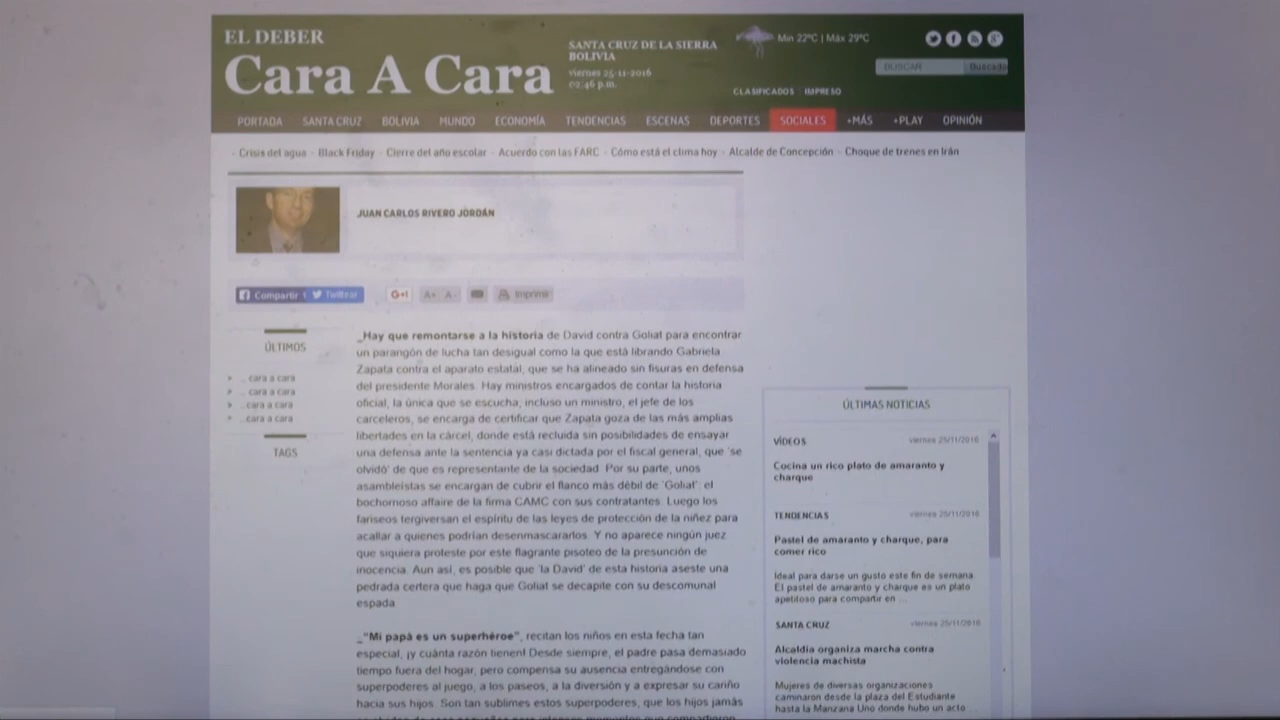 EL DEBER
Cara A Cara
SANTA CRUZ DE LA SIERRA
BOLIVIA
viernes 25-11-2016
02:46 p.m.
Min 22ºC | Máx 29ºC
BUSCAR Buscador
CLASIFICADOS IMPRESO
PORTADA SANTA CRUZ BOLIVIA MUNDO ECONOMÍA TENDENCIAS ESCENAS DEPORTES SOCIALES +MÁS +PLAY OPINIÓN
- Crisis del agua - Black Friday - Cierre del año escolar - Acuerdo con las FARC - Cómo está el clima hoy - Alcalde de Concepción - Choque de trenes en Irán
JUAN CARLOS RIVERO JORDÁN
Compartir 1 Twittear G+1 A+ A- Imprimir
ÚLTIMOS
... cara a cara
... cara a cara
... cara a cara
... cara a cara
TAGS
_Hay que remontarse a la historia de David contra Goliat para encontrar
un parangón de lucha tan desigual como la que está librando Gabriela
Zapata contra el aparato estatal, que se ha alineado sin fisuras en defensa
del presidente Morales. Hay ministros encargados de contar la historia
oficial, la única que se escucha, incluso un ministro, el jefe de los
carceleros, se encarga de certificar que Zapata goza de las más amplias
libertades en la cárcel, donde está recluida sin posibilidades de ensayar
una defensa ante la sentencia ya casi dictada por el fiscal general, que 'se
olvidó' de que es representante de la sociedad. Por su parte, unos
asambleístas se encargan de cubrir el flanco más débil de 'Goliat': el
bochornoso affaire de la firma CAMC con sus contratantes. Luego los
fariseos tergiversan el espíritu de las leyes de protección de la niñez para
acallar a quienes podrían desenmascararlos. Y no aparece ningún juez
que siquiera proteste por este flagrante pisoteo de la presunción de
inocencia. Aun así, es posible que 'la David' de esta historia aseste una
pedrada certera que haga que Goliat se decapite con su descomunal
espada
_"Mi papá es un superhéroe", recitan los niños en esta fecha tan
especial, ¡y cuánta razón tienen! Desde siempre, el padre pasa demasiado
tiempo fuera del hogar, pero compensa su ausencia entregándose con
superpoderes al juego, a los paseos, a la diversión y a expresar su cariño
hacia sus hijos. Son tan sublimes estos superpoderes, que los hijos jamás
ÚLTIMAS NOTICIAS
VÍDEOS viernes 25/11/2016
Cocina un rico plato de amaranto y
charque
TENDENCIAS viernes 25/11/2016
Pastel de amaranto y charque, para
comer rico
Ideal para darse un gusto este fin de semana
El pastel de amaranto y charque es un plato
apetitoso para compartir en ...
SANTA CRUZ viernes 25/11/2016
Alcaldía organiza marcha contra
violencia machista
Mujeres de diversas organizaciones
caminaron desde la plaza del Estudiante
hasta la Manzana Uno donde hubo un acto ...